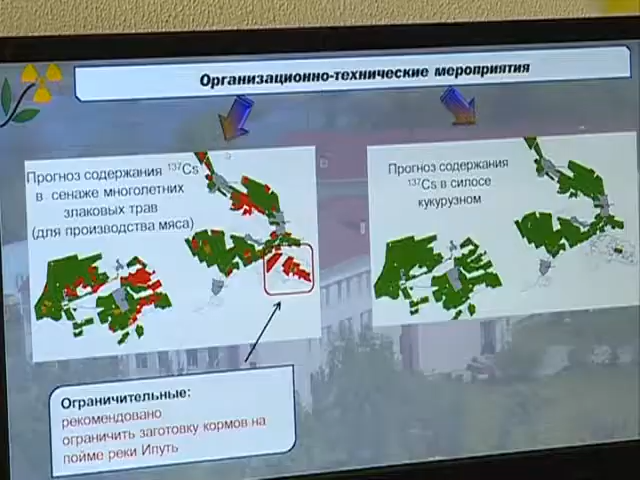 Организационно-технические мероприятия
Прогноз содержания ¹³⁷Cs
в сенаже многолетних
злаковых трав
(для производства мяса)
Прогноз содержания
¹³⁷Cs в силосе
кукурузном
Ограничительные:
рекомендовано
ограничить заготовку кормов на
пойме реки Ипуть